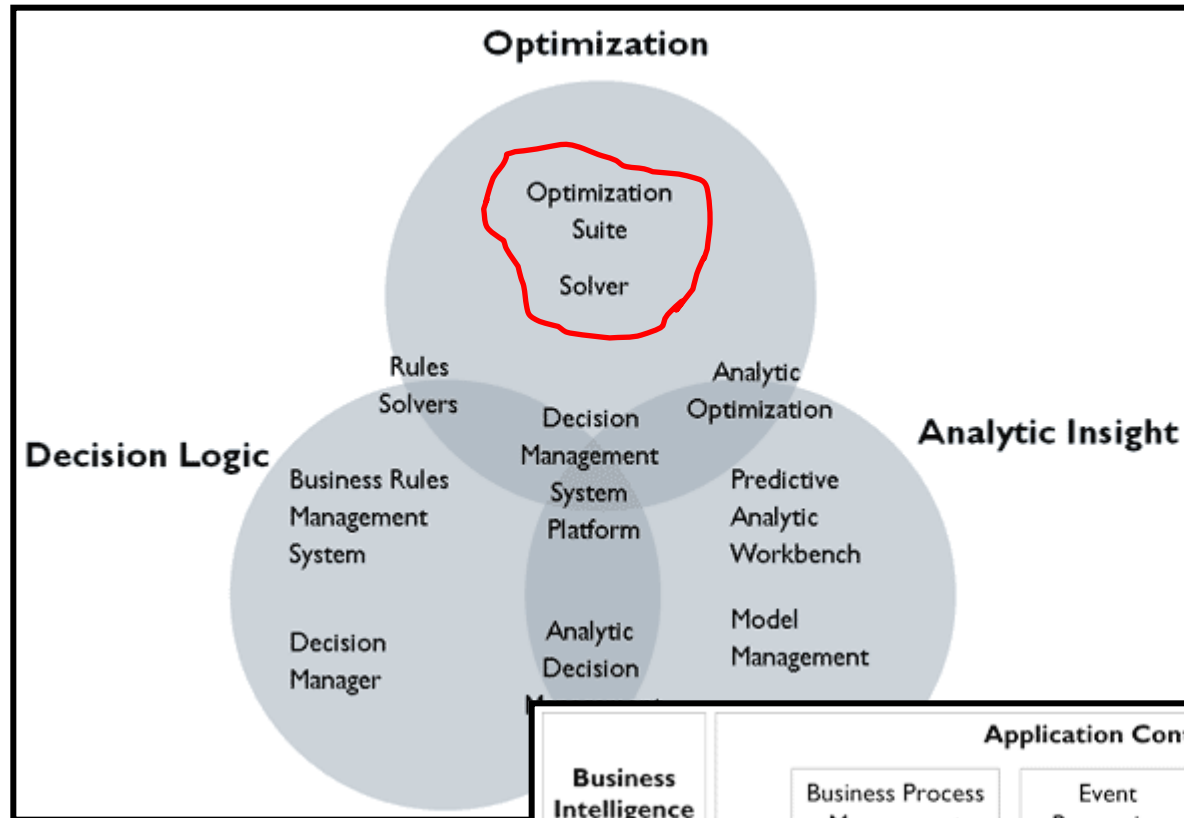 Optimization
Optimization
Suite
Solver
Rules
Solvers
Analytic
Optimization
Decision
Management
System
Platform
Decision Logic
Analytic Insight
Business Rules
Management
System
Predictive
Analytic
Workbench
Decision
Manager
Analytic
Decision
Model
Management
Application
Business
Intelligence
Business Process
Event